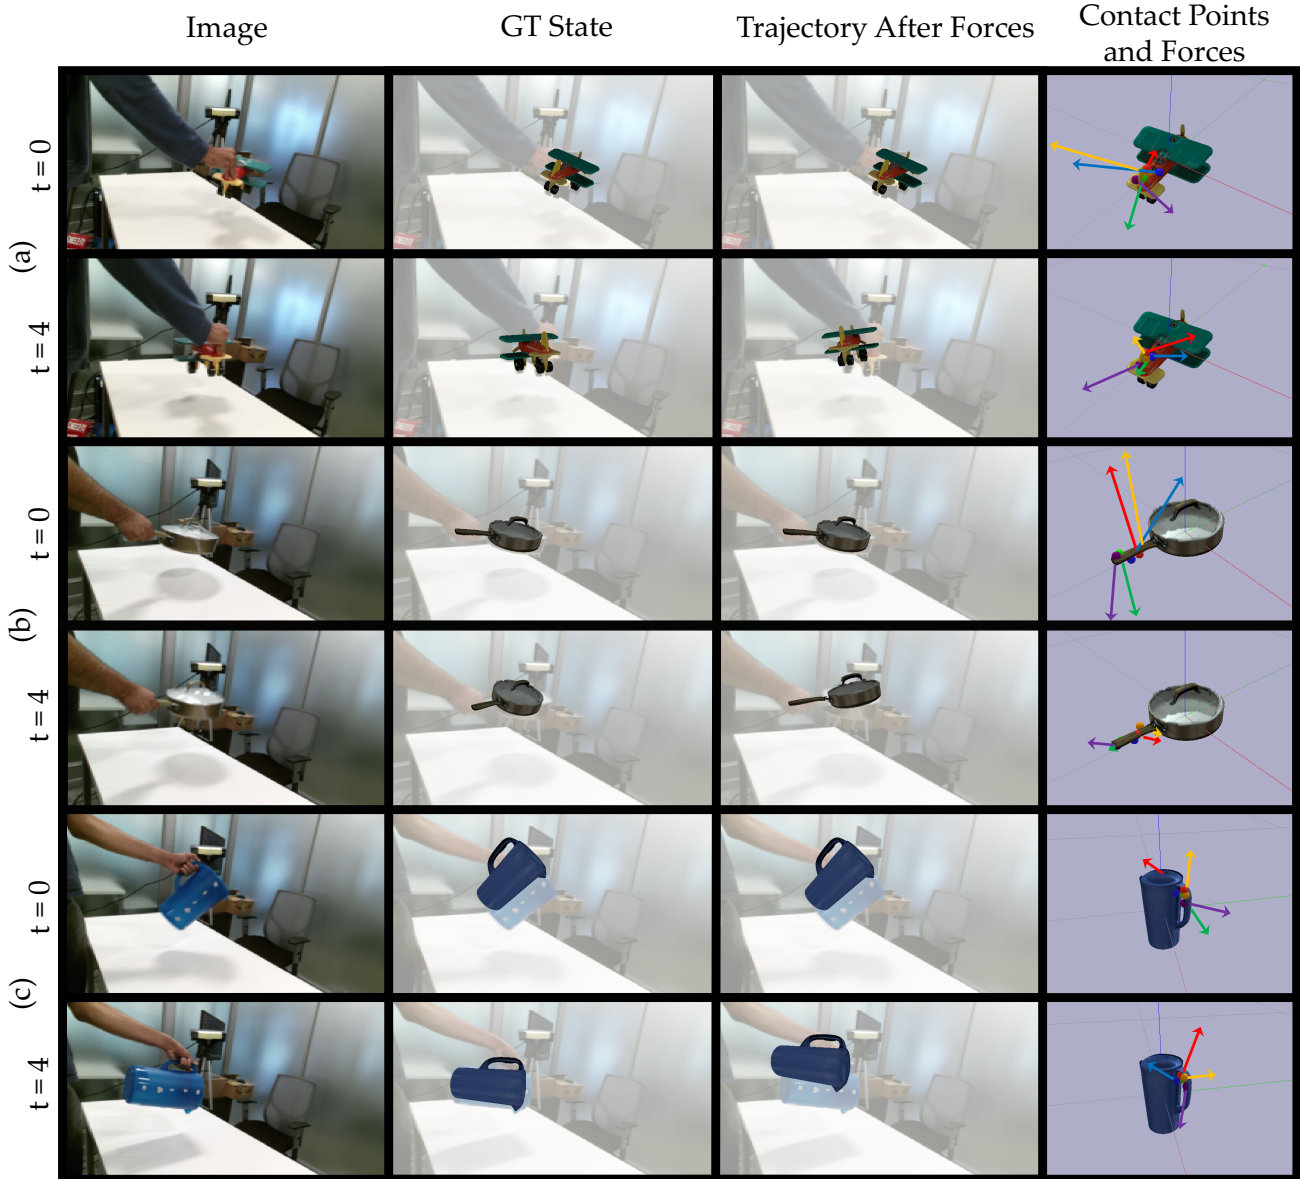 Image
GT State
Trajectory After Forces
Contact Points
and Forces
(a)
t = 0
t = 4
(b)
t = 0
t = 4
(c)
t = 0
t = 4